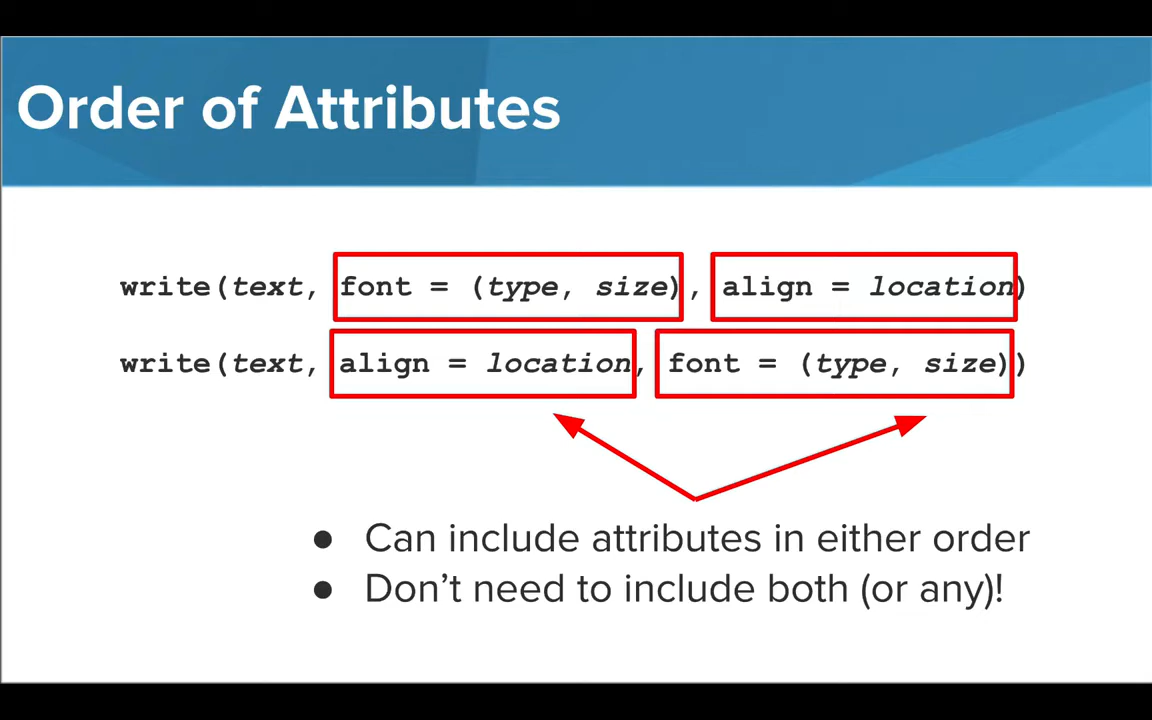 Order of Attributes
write(text, font = (type, size), align = location)
write(text, align = location, font = (type, size))
● Can include attributes in either order
● Don’t need to include both (or any)!